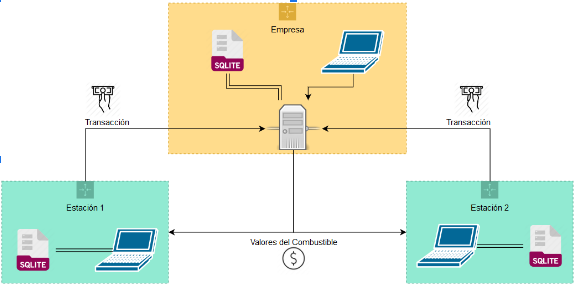 Empresa
SQLITE
Transacción
Transacción
Estación 1
Estación 2
Valores del Combustible
$
SQLITE
SQLITE